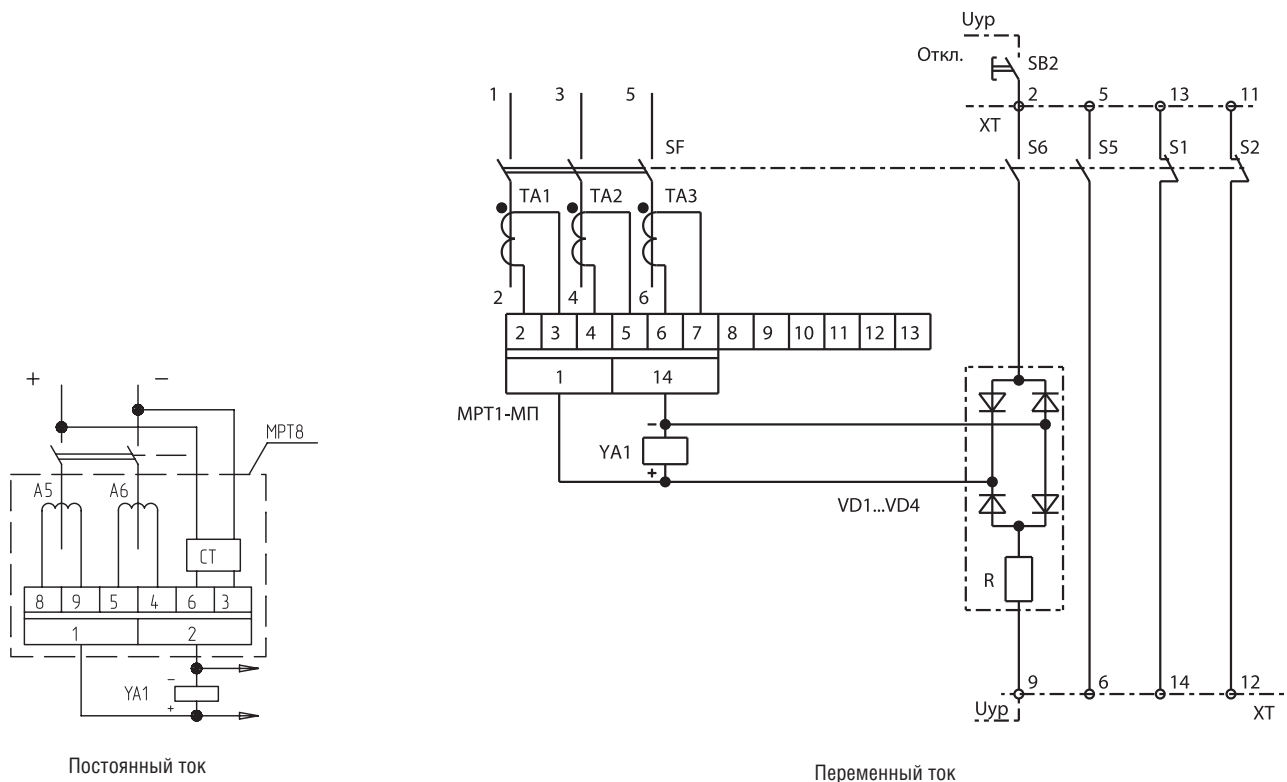 Uур
Откл.
SB2
1 3 5
2 5 13 11
XT
SF
S6 S5 S1 S2
TA1 TA2 TA3
2 4 6
2 3 4 5 6 7 8 9 10 11 12 13
1 14
МРТ1-МП
-
YA1
+
VD1...VD4
R
9 6 14 12
Uур
XT
Переменный ток
+ −
МРТ8
А5 А6
СТ
8 9 5 4 6 3
1 2
−
YA1
+
Постоянный ток